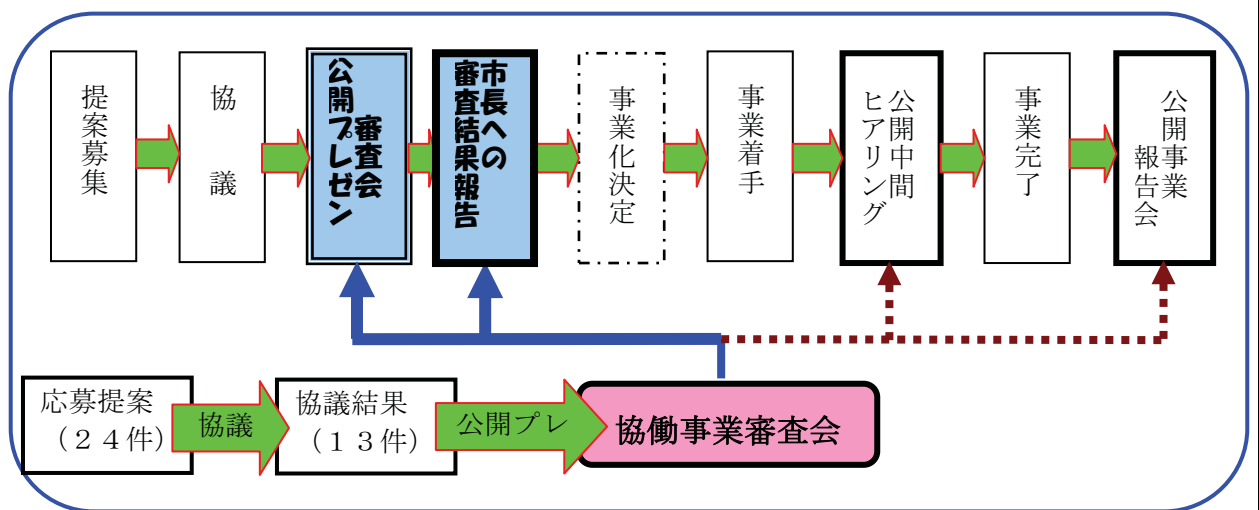 提案募集
協議
公開プレゼン
審査会
市長への
審査結果報告
事業化決定
事業着手
公開中間
ヒアリング
事業完了
公開事業
報告会
応募提案
（２４件）
協議
協議結果
（１３件）
公開プレ
協働事業審査会